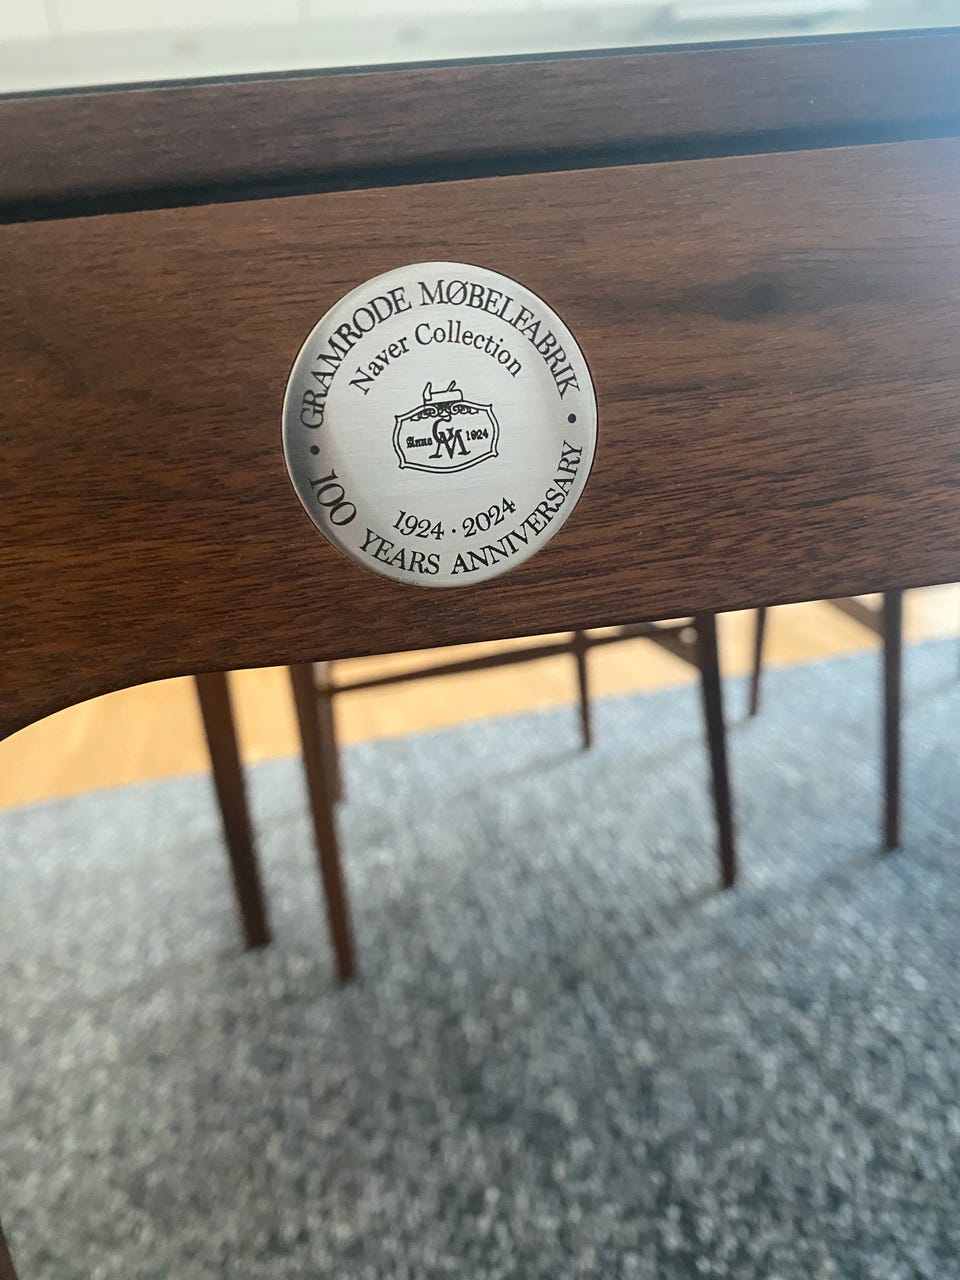 GRAMRODE MØBELFABRIK
Naver Collection
Anno GM 1924
1924 · 2024
100 YEARS ANNIVERSARY